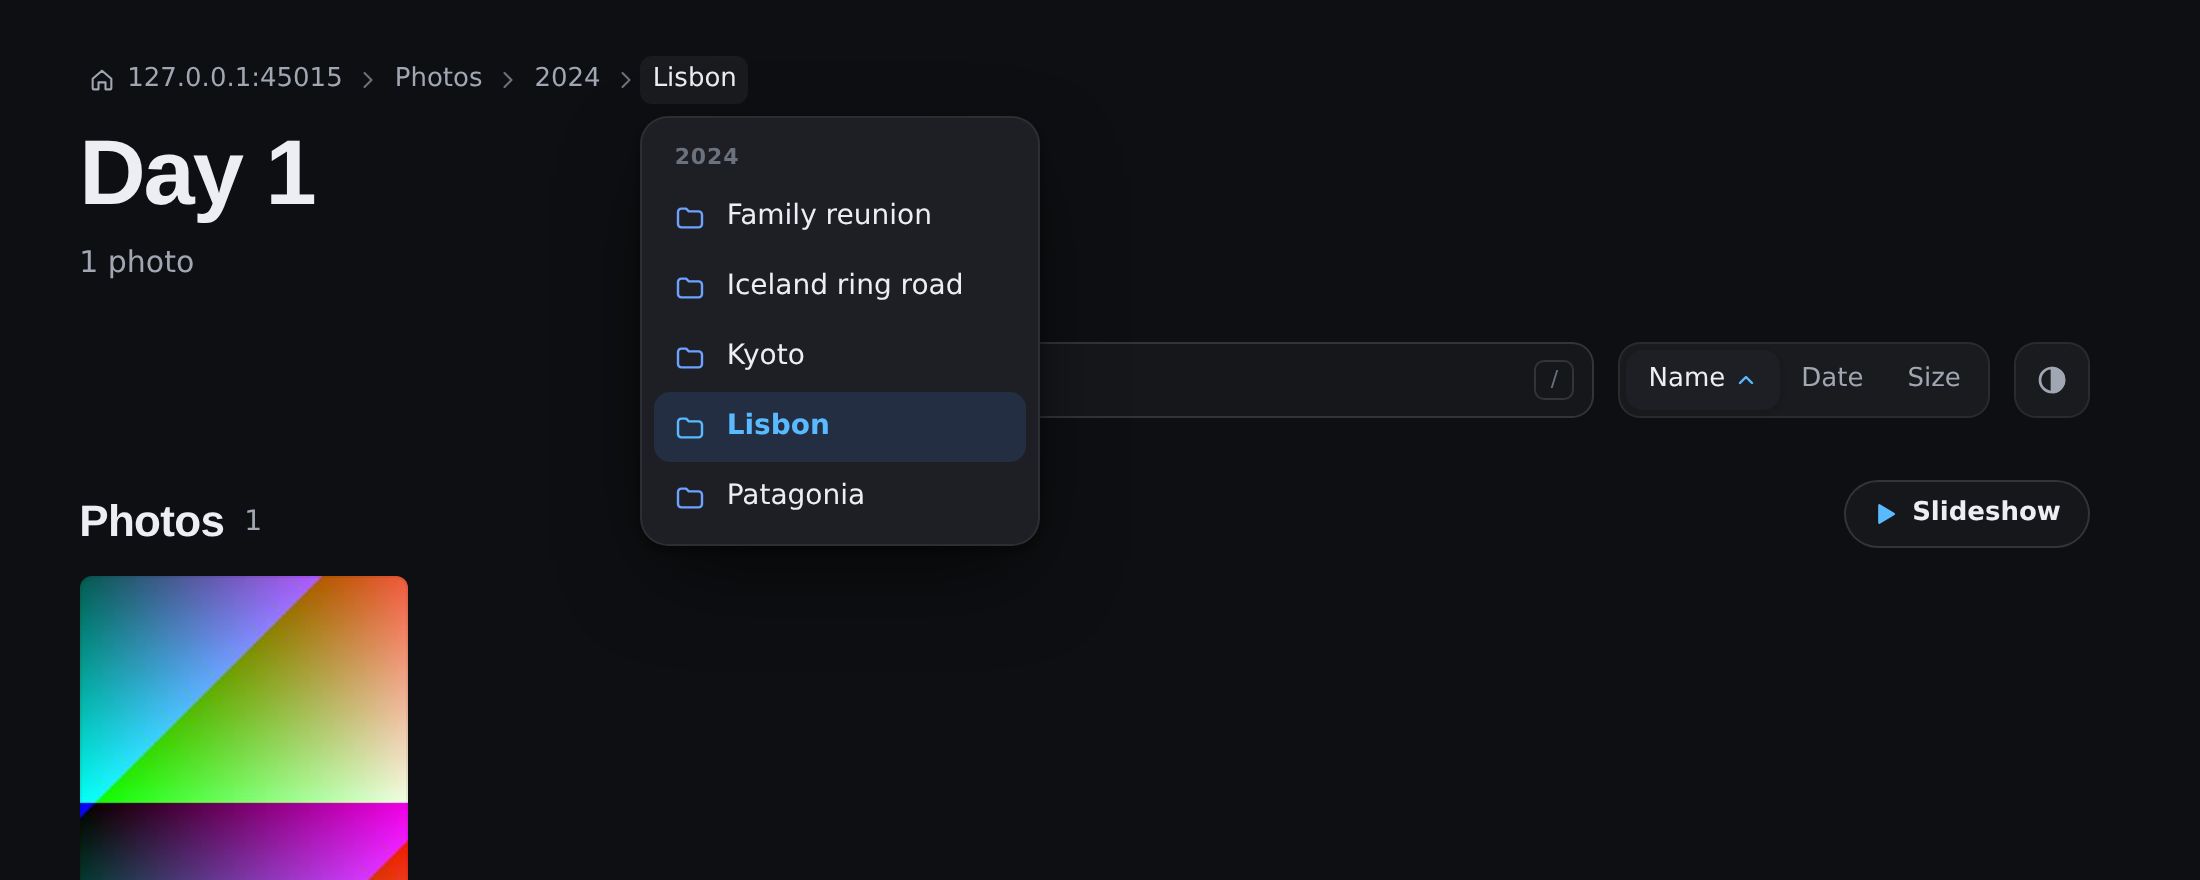 127.0.0.1:45015 Photos 2024 Lisbon
Day 1
1 photo
2024
Family reunion
Iceland ring road
Kyoto
Lisbon
Patagonia
/
Name Date Size
Photos 1
Slideshow